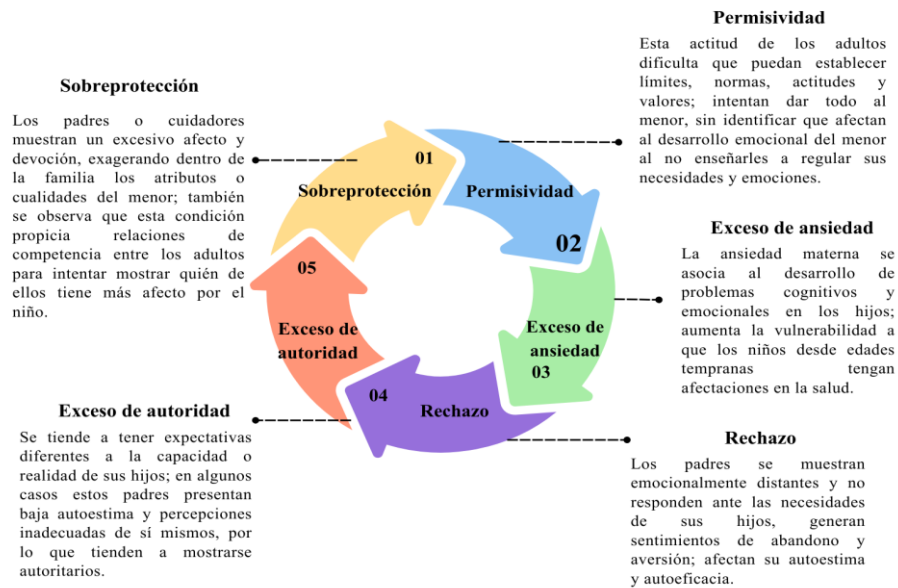 Sobreprotección
Los padres o cuidadores
muestran un excesivo afecto y
devoción, exagerando dentro de
la familia los atributos o
cualidades del menor; también
se observa que esta condición
propicia relaciones de
competencia entre los adultos
para intentar mostrar quién de
ellos tiene más afecto por el
niño.
Permisividad
Esta actitud de los adultos
dificulta que puedan establecer
límites, normas, actitudes y
valores; intentan dar todo al
menor, sin identificar que afectan
al desarrollo emocional del menor
al no enseñarles a regular sus
necesidades y emociones.
01
Sobreprotección
Permisividad
02
Exceso de
ansiedad
03
04
Rechazo
05
Exceso de
autoridad
Exceso de ansiedad
La ansiedad materna se
asocia al desarrollo de
problemas cognitivos y
emocionales en los hijos;
aumenta la vulnerabilidad a
que los niños desde edades
tempranas tengan
afectaciones en la salud.
Exceso de autoridad
Se tiende a tener expectativas
diferentes a la capacidad o
realidad de sus hijos; en algunos
casos estos padres presentan
baja autoestima y percepciones
inadecuadas de sí mismos, por
lo que tienden a mostrarse
autoritarios.
Rechazo
Los padres se muestran
emocionalmente distantes y no
responden ante las necesidades
de sus hijos, generan
sentimientos de abandono y
aversión; afectan su autoestima
y autoeficacia.